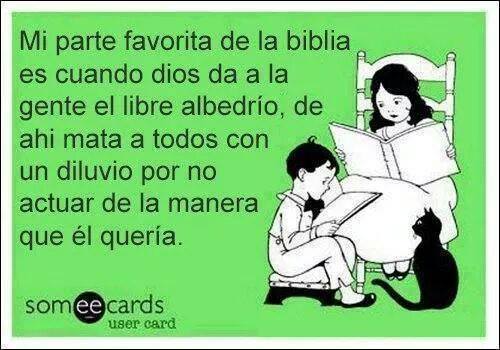 Mi parte favorita de la biblia
es cuando dios da a la
gente el libre albedrío, de
ahi mata a todos con
un diluvio por no
actuar de la manera
que él quería.
someecards
user card